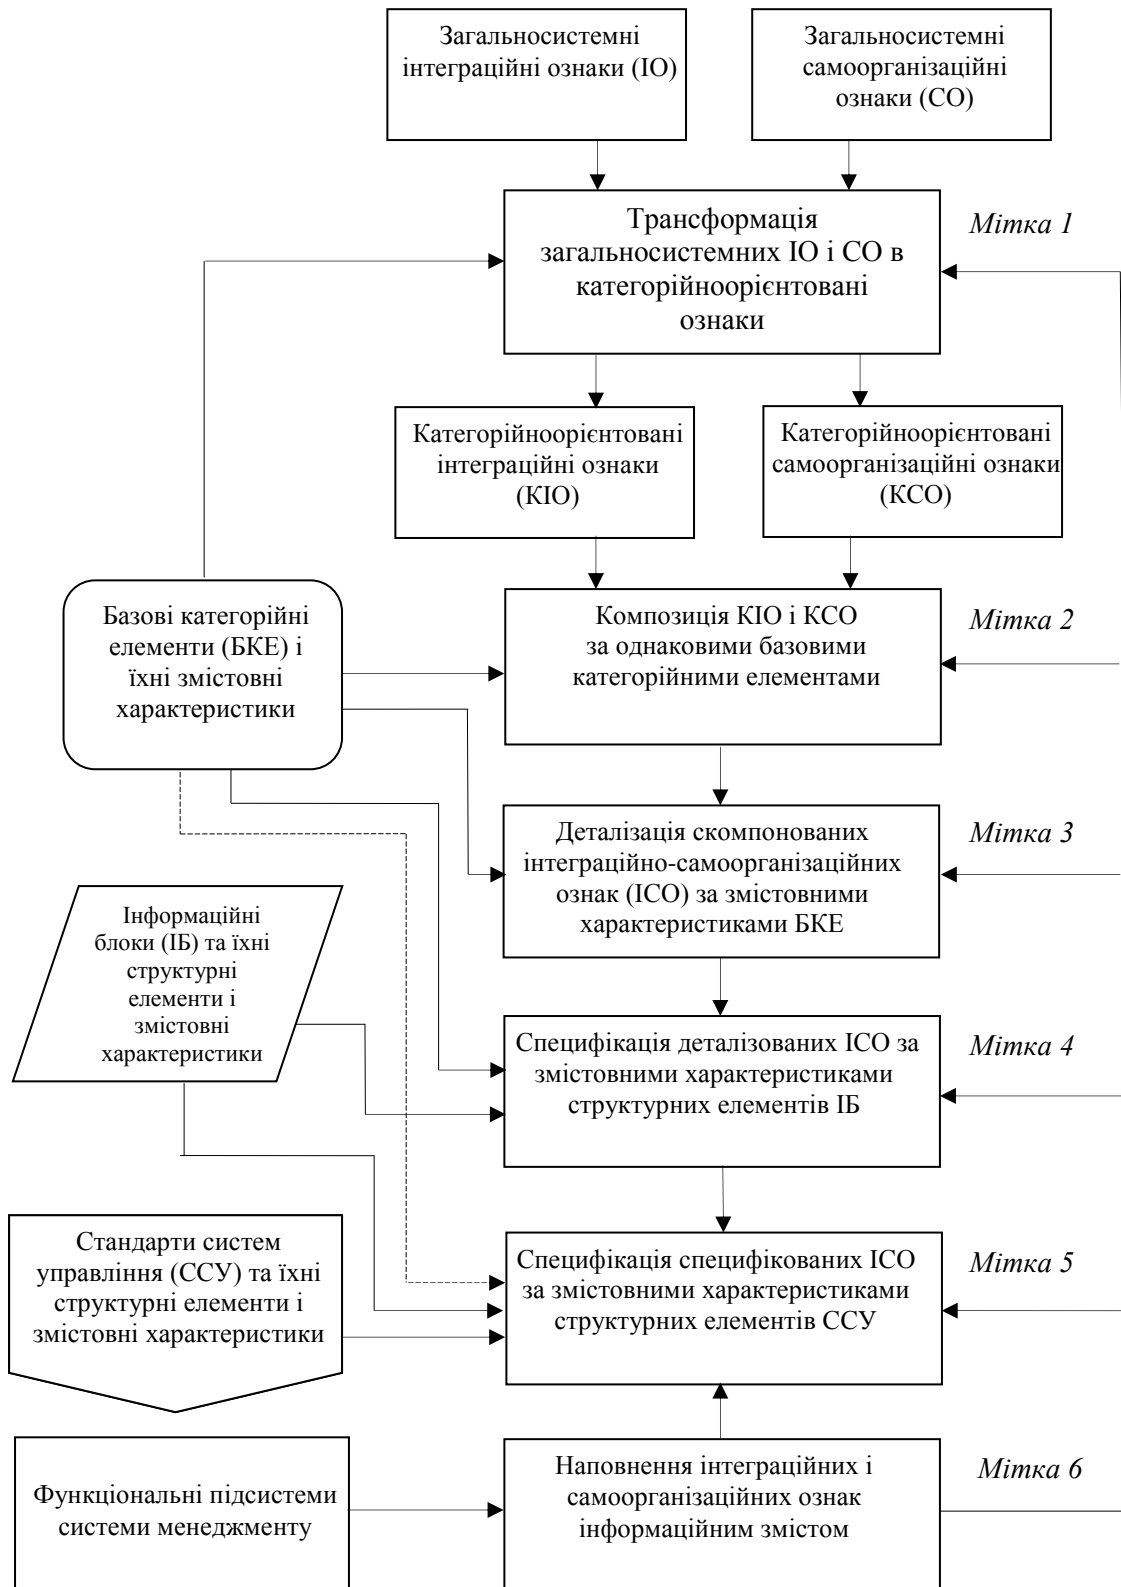 Загальносистемні
інтеграційні ознаки (ІО)
Загальносистемні
самоорганізаційні
ознаки (СО)
Трансформація
загальносистемних ІО і СО в
категорійноорієнтовані
ознаки
Мітка 1
Категорійноорієнтовані
інтеграційні ознаки
(КІО)
Категорійноорієнтовані
самоорганізаційні ознаки
(КСО)
Базові категорійні
елементи (БКЕ) і
їхні змістовні
характеристики
Композиція КІО і КСО
за однаковими базовими
категорійними елементами
Мітка 2
Деталізація скомпонованих
інтеграційно-самоорганізаційних
ознак (ІСО) за змістовними
характеристиками БКЕ
Мітка 3
Інформаційні
блоки (ІБ) та їхні
структурні
елементи і
змістовні
характеристики
Специфікація деталізованих ІСО за
змістовними характеристиками
структурних елементів ІБ
Мітка 4
Стандарти систем
управління (ССУ) та їхні
структурні елементи і
змістовні характеристики
Специфікація специфікованих ІСО
за змістовними характеристиками
структурних елементів ССУ
Мітка 5
Функціональні підсистеми
системи менеджменту
Наповнення інтеграційних і
самоорганізаційних ознак
інформаційним змістом
Мітка 6